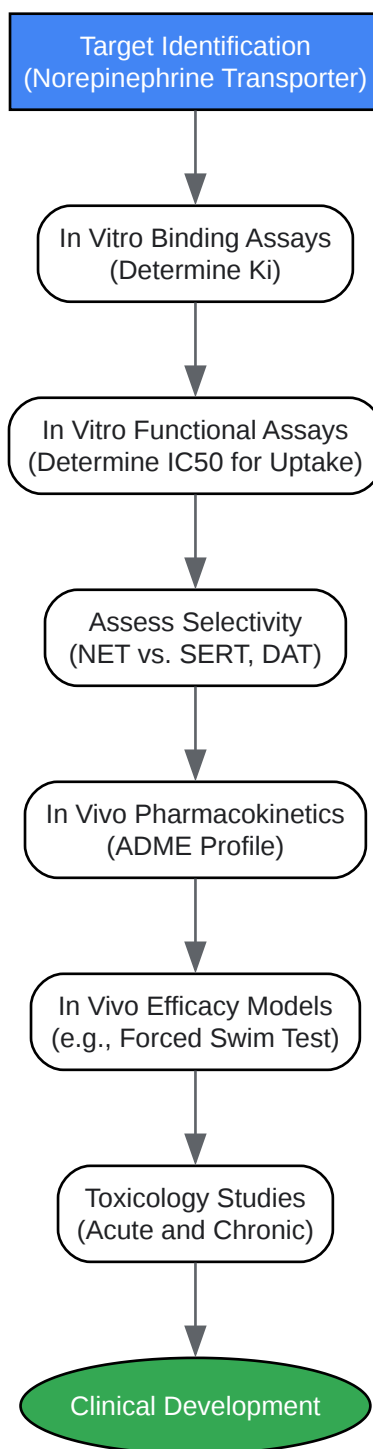 Target Identification
(Norepinephrine Transporter)
In Vitro Binding Assays
(Determine Ki)
In Vitro Functional Assays
(Determine IC50 for Uptake)
Assess Selectivity
(NET vs. SERT, DAT)
In Vivo Pharmacokinetics
(ADME Profile)
In Vivo Efficacy Models
(e.g., Forced Swim Test)
Toxicology Studies
(Acute and Chronic)
Clinical Development